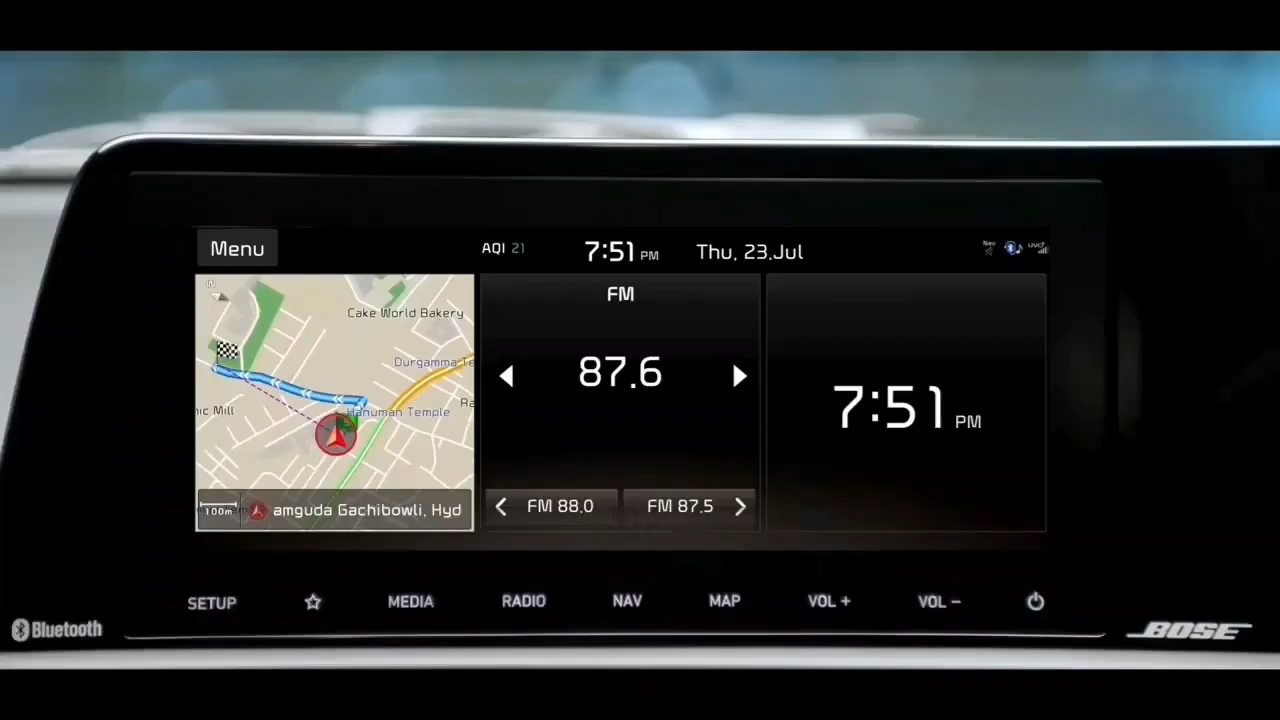 Menu
AQI 21
7:51 PM
Thu, 23.Jul
Nav
UVO
Cake World Bakery
Durgamma Te
nic Mill
Hanuman Temple
Ra
100m
amguda Gachibowli, Hyd
FM
87.6
FM 88.0
FM 87.5
7:51 PM
SETUP
MEDIA
RADIO
NAV
MAP
VOL +
VOL -
Bluetooth
BOSE